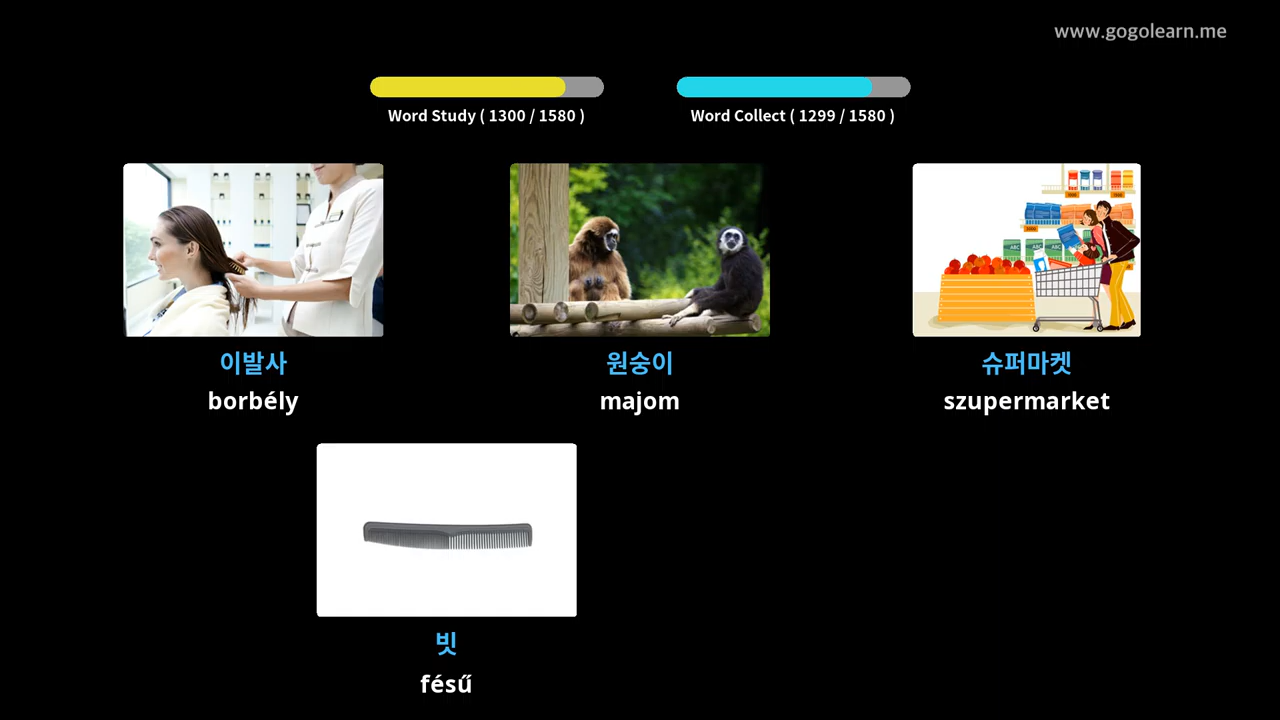 www.gogolearn.me
Word Study ( 1300 / 1580 )
Word Collect ( 1299 / 1580 )
이발사
borbély
원숭이
majom
슈퍼마켓
szupermarket
빗
fésű